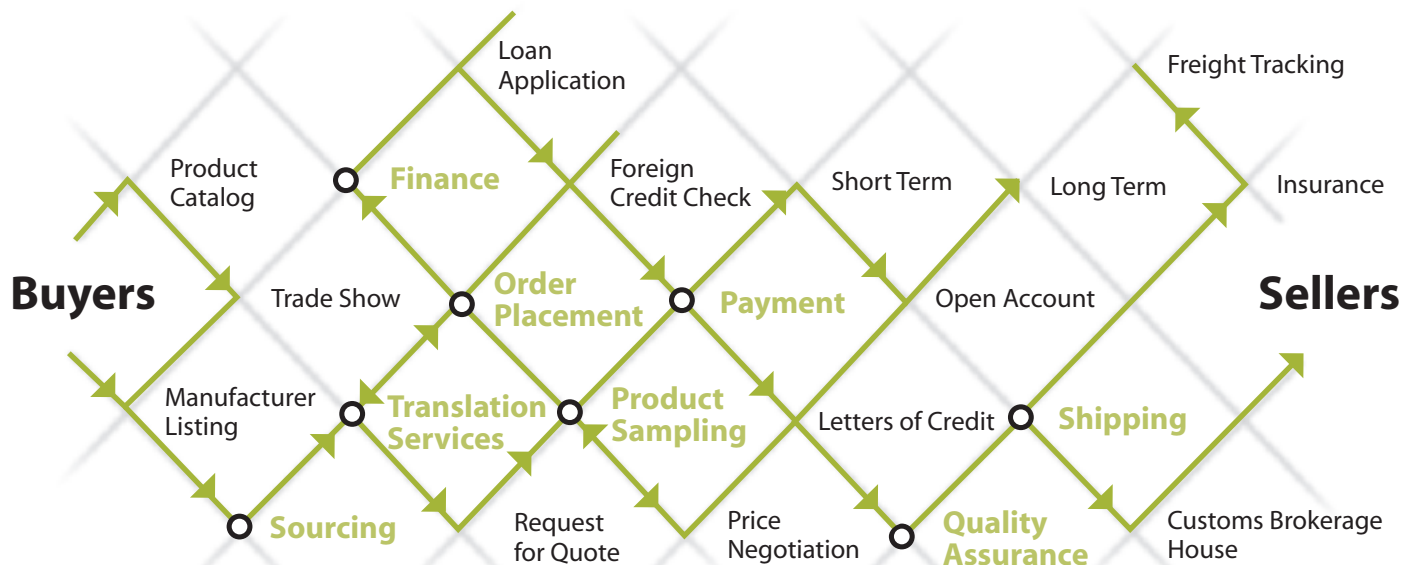 Loan
Application
Freight Tracking
Product
Catalog
Finance
Foreign
Credit Check
Short Term
Long Term
Insurance
Buyers
Trade Show
Order
Placement
Payment
Open Account
Sellers
Manufacturer
Listing
Translation
Services
Product
Sampling
Letters of Credit
Shipping
Sourcing
Request
for Quote
Price
Negotiation
Quality
Assurance
Customs Brokerage
House